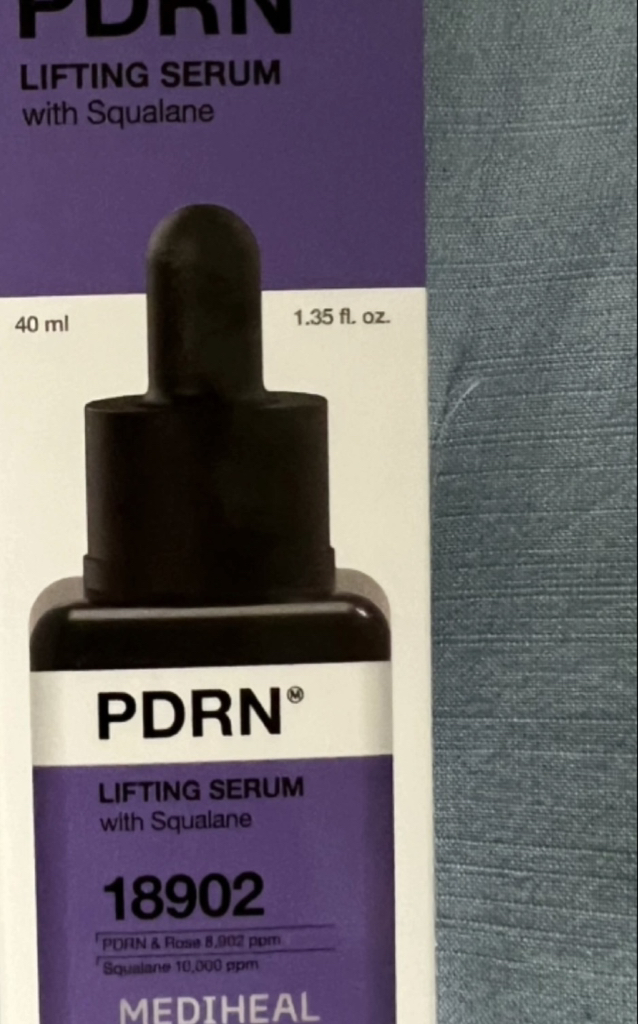 PDRN
LIFTING SERUM
with Squalane
40 ml
1.35 fl. oz.
PDRN Ⓜ
LIFTING SERUM
with Squalane
18902
PDRN & Rose 8,902 ppm
Squalane 10,000 ppm
MEDIHEAL